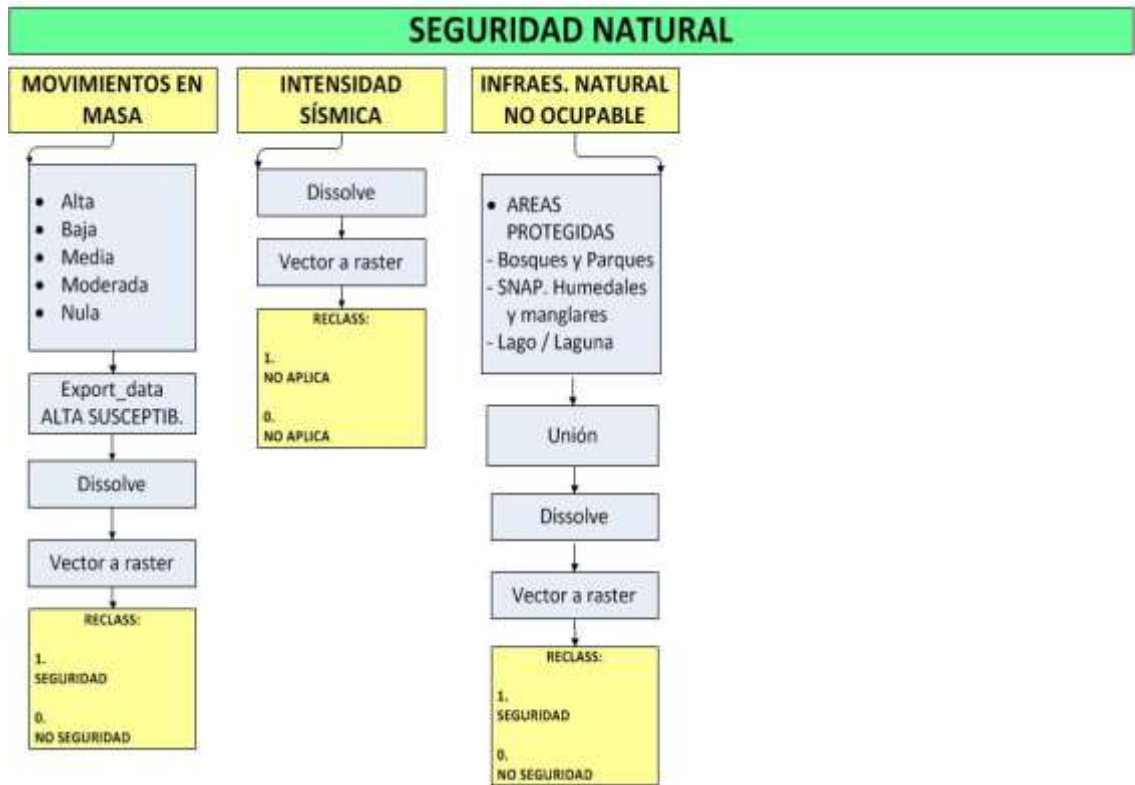 SEGURIDAD NATURAL
MOVIMIENTOS EN
MASA
• Alta
• Baja
• Media
• Moderada
• Nula
Export_data
ALTA SUSCEPTIB.
Dissolve
Vector a raster
RECLASS:
1.
SEGURIDAD
0.
NO SEGURIDAD
INTENSIDAD
SÍSMICA
Dissolve
Vector a raster
RECLASS:
1.
NO APLICA
0.
NO APLICA
INFRAES. NATURAL
NO OCUPABLE
• AREAS
PROTEGIDAS
- Bosques y Parques
- SNAP. Humedales
y manglares
- Lago / Laguna
Unión
Dissolve
Vector a raster
RECLASS:
1.
SEGURIDAD
0.
NO SEGURIDAD